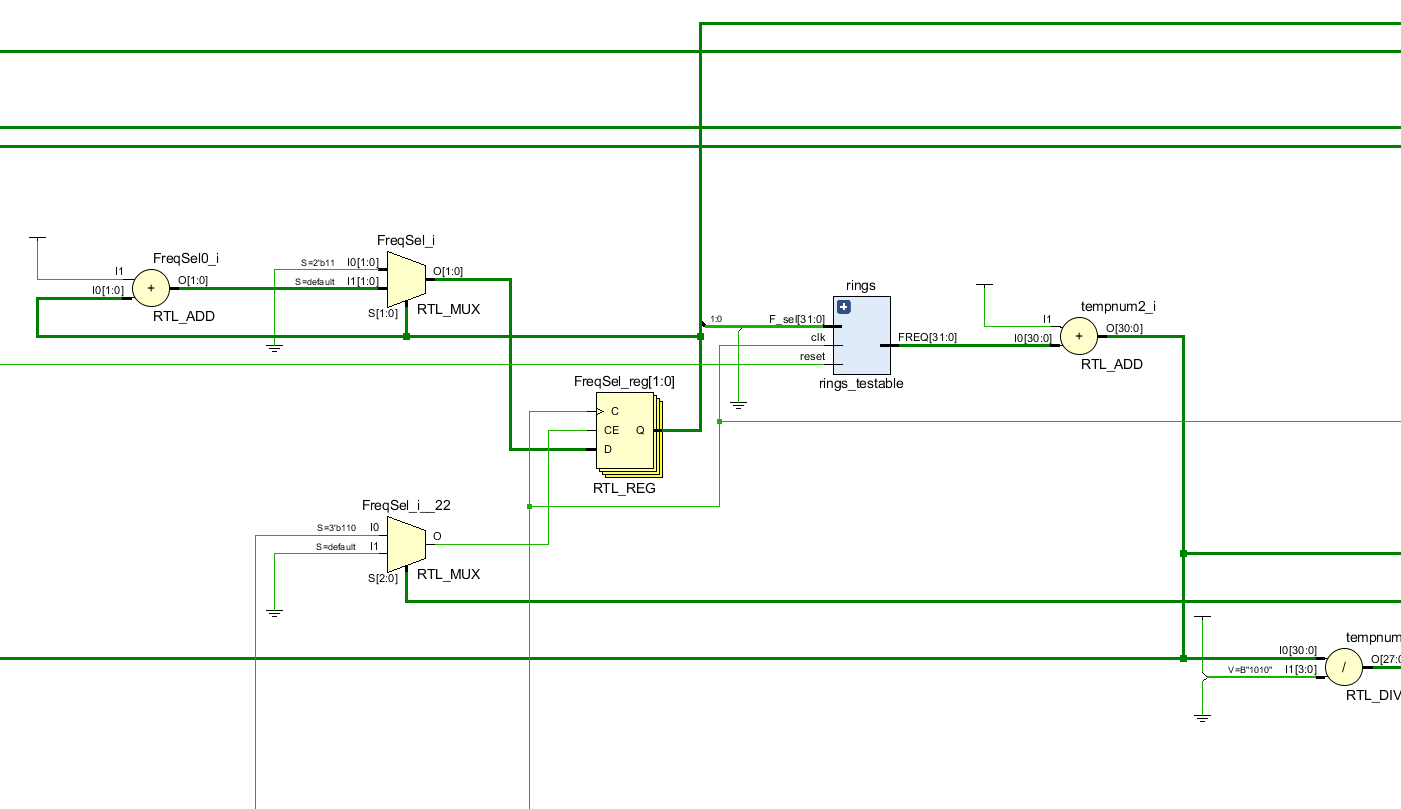 FreqSel0_i
I1
I0[1:0]
O[1:0]
+
RTL_ADD
FreqSel_i
S=2'b11
I0[1:0]
S=default
I1[1:0]
O[1:0]
S[1:0]
RTL_MUX
rings
1:0
F_sel[31:0]
clk
reset
FREQ[31:0]
rings_testable
tempnum2_i
I1
I0[30:0]
O[30:0]
+
RTL_ADD
FreqSel_reg[1:0]
C
CE
Q
D
RTL_REG
FreqSel_i__22
S=3'b110
I0
S=default
I1
O
S[2:0]
RTL_MUX
tempnum
I0[30:0]
V=B"1010"
I1[3:0]
/
O[27:0
RTL_DIV